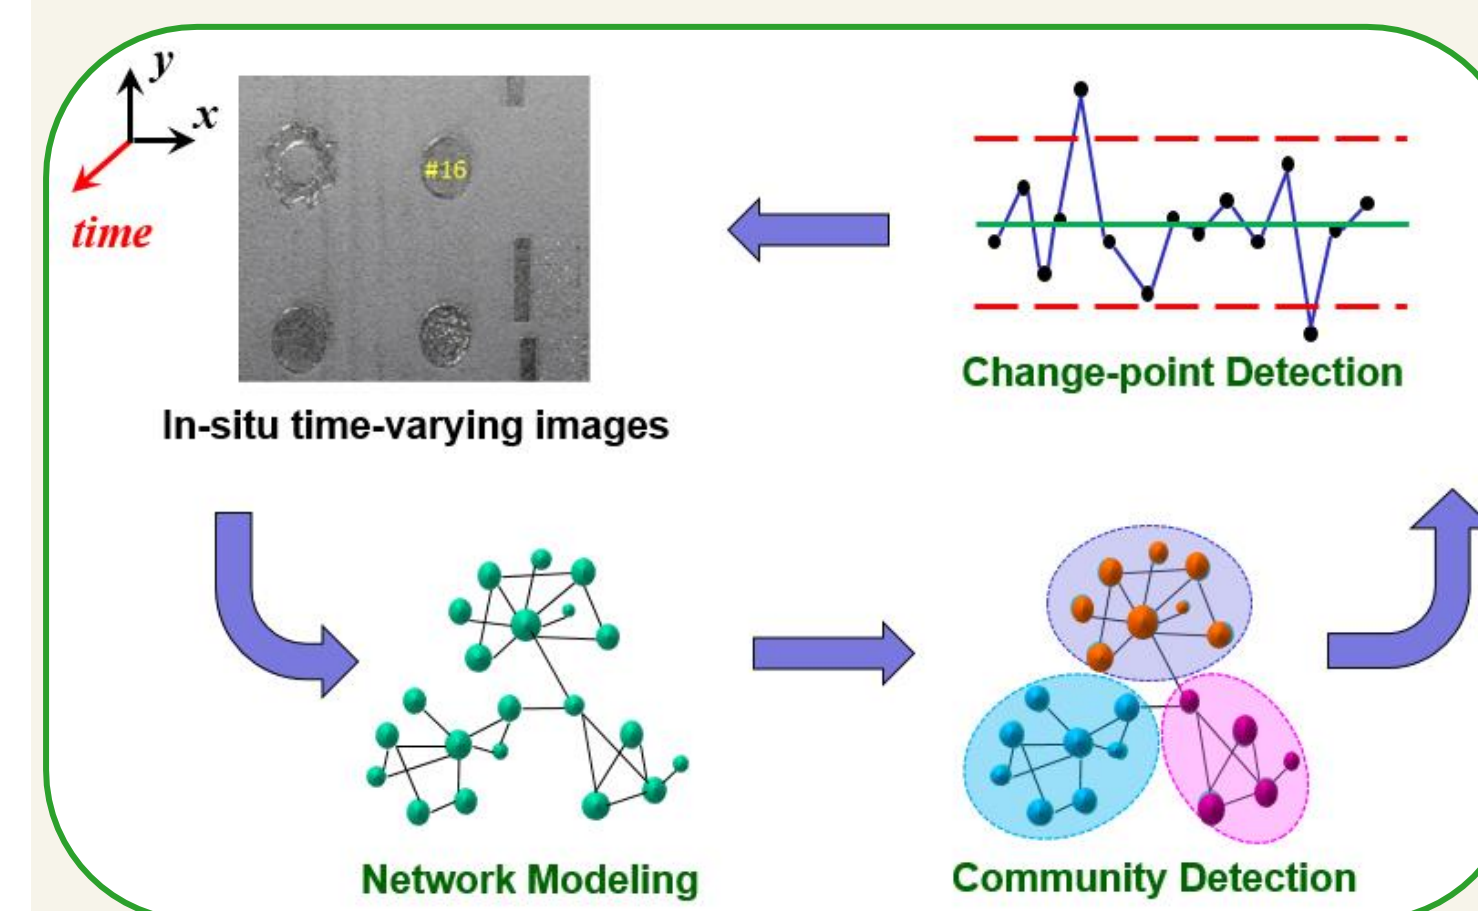 y
x
time
#16
In-situ time-varying images
Change-point Detection
Network Modeling
Community Detection